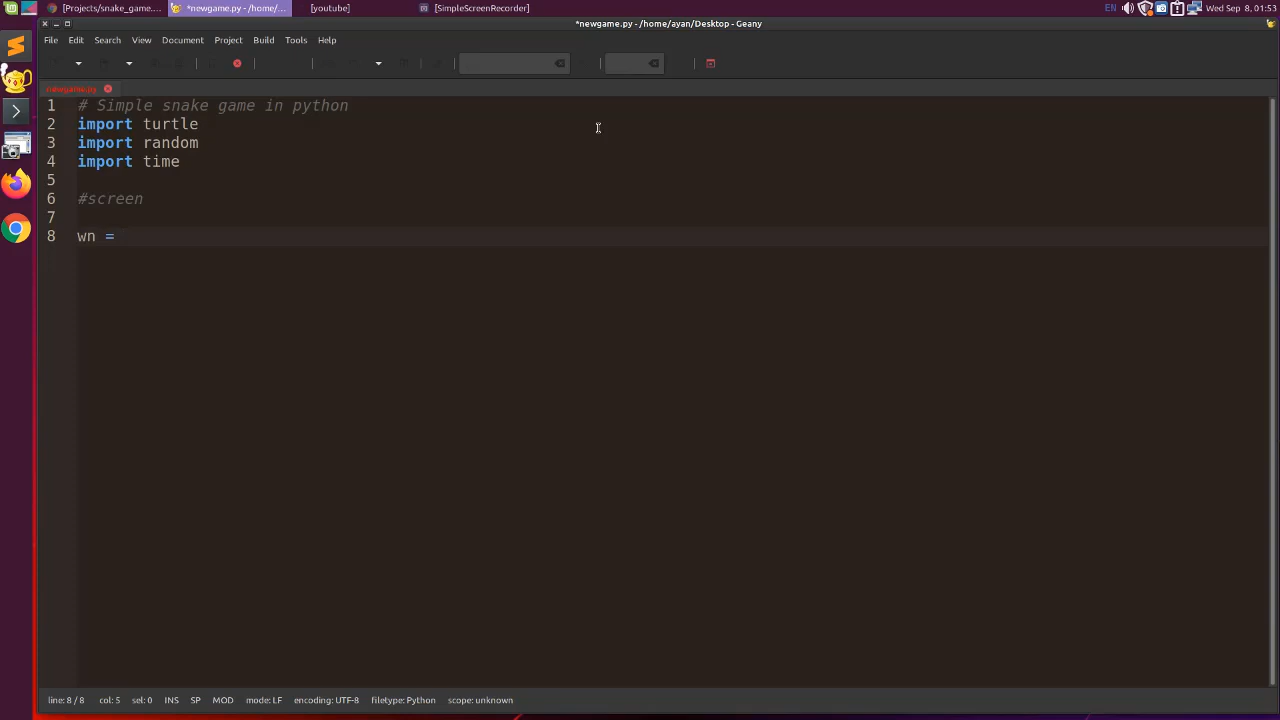 [Projects/snake_game....
*newgame.py - /home/...
[youtube]
[SimpleScreenRecorder]
EN
Wed Sep 8, 01:53
*newgame.py - /home/ayan/Desktop - Geany
File Edit Search View Document Project Build Tools Help
newgame.py
1 # Simple snake game in python
2 import turtle
3 import random
4 import time
5
6 #screen
7
8 wn =
line: 8 / 8 col: 5 sel: 0 INS SP MOD mode: LF encoding: UTF-8 filetype: Python scope: unknown